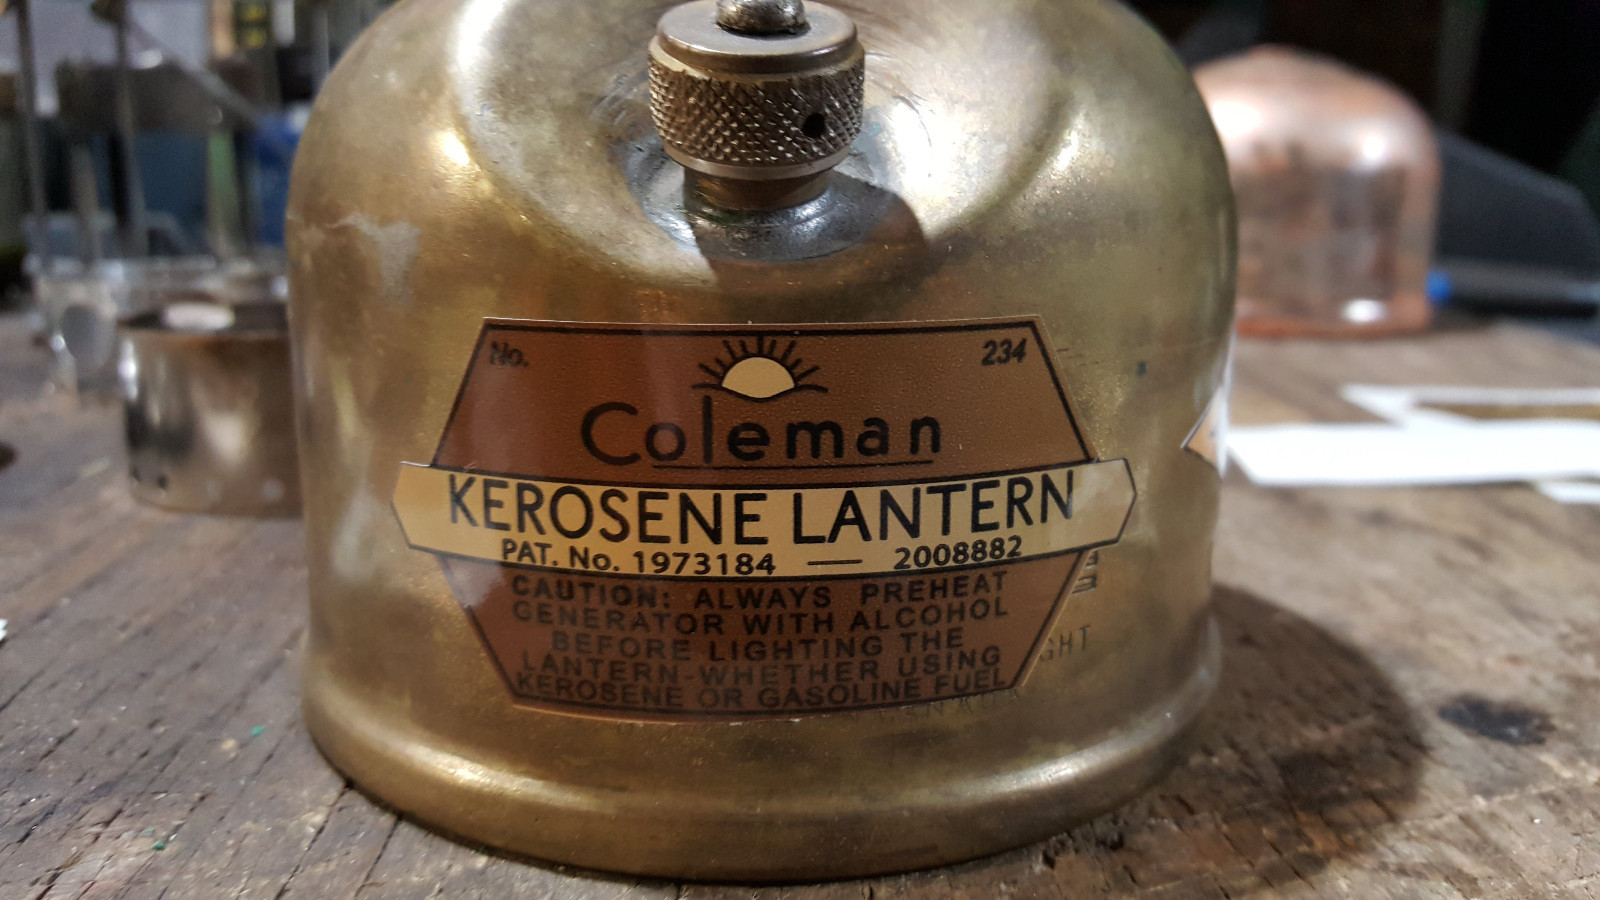 No. 234
Coleman
KEROSENE LANTERN
PAT. No. 1973184 — 2008882
CAUTION: ALWAYS PREHEAT
GENERATOR WITH ALCOHOL
BEFORE LIGHTING THE
LANTERN-WHETHER USING
KEROSENE OR GASOLINE FUEL